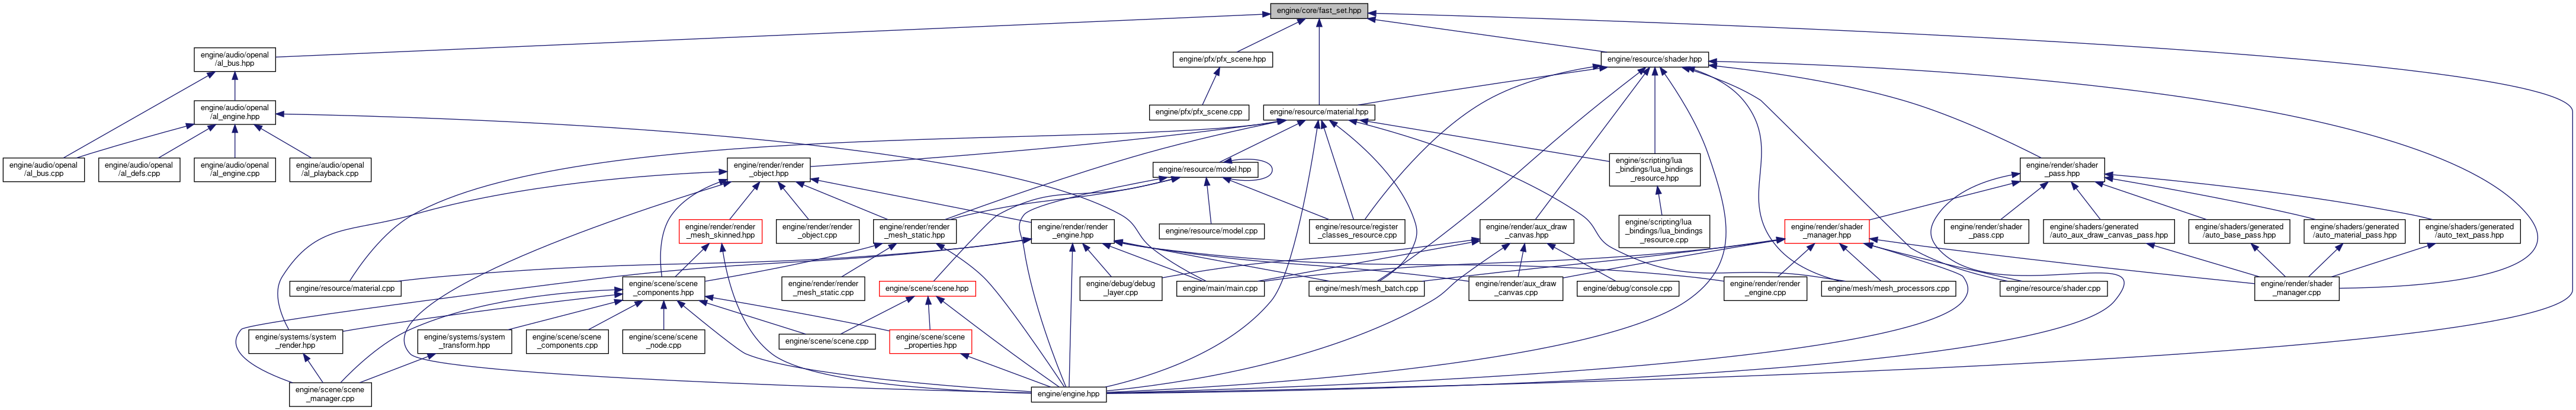 engine/core/fast_set.hpp
engine/audio/openal
/al_bus.hpp
engine/pfx/pfx_scene.hpp
engine/resource/shader.hpp
engine/audio/openal
/al_engine.hpp
engine/pfx/pfx_scene.cpp
engine/resource/material.hpp
engine/audio/openal
/al_bus.cpp
engine/audio/openal
/al_defs.cpp
engine/audio/openal
/al_engine.cpp
engine/audio/openal
/al_playback.cpp
engine/render/render
_object.hpp
engine/resource/model.hpp
engine/scripting/lua
_bindings/lua_bindings
_resource.hpp
engine/render/shader
_pass.hpp
engine/render/render
_mesh_skinned.hpp
engine/render/render
_object.cpp
engine/render/render
_mesh_static.hpp
engine/render/render
_engine.hpp
engine/resource/model.cpp
engine/resource/register
_classes_resource.cpp
engine/render/aux_draw
_canvas.hpp
engine/scripting/lua
_bindings/lua_bindings
_resource.cpp
engine/render/shader
_manager.hpp
engine/render/shader
_pass.cpp
engine/shaders/generated
/auto_aux_draw_canvas_pass.hpp
engine/shaders/generated
/auto_base_pass.hpp
engine/shaders/generated
/auto_material_pass.hpp
engine/shaders/generated
/auto_text_pass.hpp
engine/resource/material.cpp
engine/scene/scene
_components.hpp
engine/render/render
_mesh_static.cpp
engine/scene/scene.hpp
engine/debug/debug
_layer.cpp
engine/main/main.cpp
engine/mesh/mesh_batch.cpp
engine/render/aux_draw
_canvas.cpp
engine/debug/console.cpp
engine/render/render
_engine.cpp
engine/mesh/mesh_processors.cpp
engine/resource/shader.cpp
engine/render/shader
_manager.cpp
engine/systems/system
_render.hpp
engine/systems/system
_transform.hpp
engine/scene/scene
_components.cpp
engine/scene/scene
_node.cpp
engine/scene/scene.cpp
engine/scene/scene
_properties.hpp
engine/scene/scene
_manager.cpp
engine/engine.hpp